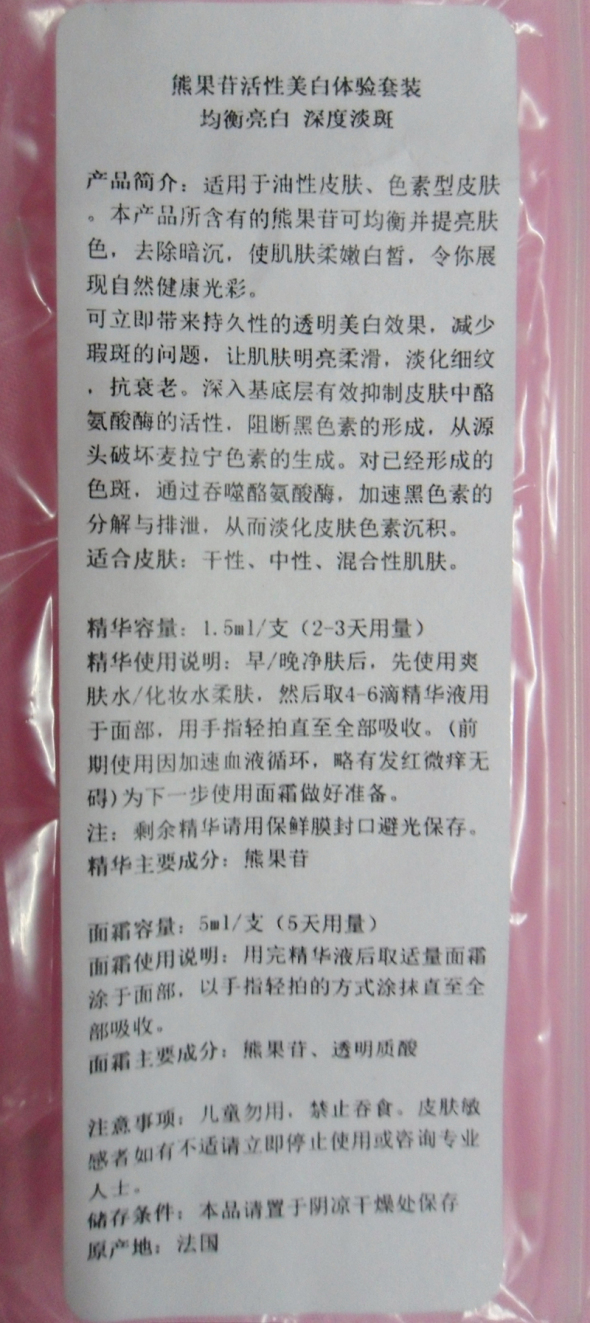 熊果苷活性美白体验套装
均衡亮白 深度淡斑
产品简介：适用于油性皮肤、色素型皮肤
。本产品所含有的熊果苷可均衡并提亮肤
色，去除暗沉，使肌肤柔嫩白皙，令你展
现自然健康光彩。
可立即带来持久性的透明美白效果，减少
瑕斑的问题，让肌肤明亮柔滑，淡化细纹
，抗衰老。深入基底层有效抑制皮肤中酪
氨酸酶的活性，阻断黑色素的形成，从源
头破坏麦拉宁色素的生成。对已经形成的
色斑，通过吞噬酪氨酸酶，加速黑色素的
分解与排泄，从而淡化皮肤色素沉积。
适合皮肤：干性、中性、混合性肌肤。
精华容量：1.5ml/支（2-3天用量）
精华使用说明：早/晚净肤后，先使用爽
肤水/化妆水柔肤，然后取4-6滴精华液用
于面部，用手指轻拍直至全部吸收。(前
期使用因加速血液循环，略有发红微痒无
碍)为下一步使用面霜做好准备。
注：剩余精华请用保鲜膜封口避光保存。
精华主要成分：熊果苷
面霜容量：5ml/支（5天用量）
面霜使用说明：用完精华液后取适量面霜
涂于面部，以手指轻拍的方式涂抹直至全
部吸收。
面霜主要成分：熊果苷、透明质酸
注意事项：儿童勿用，禁止吞食。皮肤敏
感者如有不适请立即停止使用或咨询专业
人士。
储存条件：本品请置于阴凉干燥处保存
原产地：法国